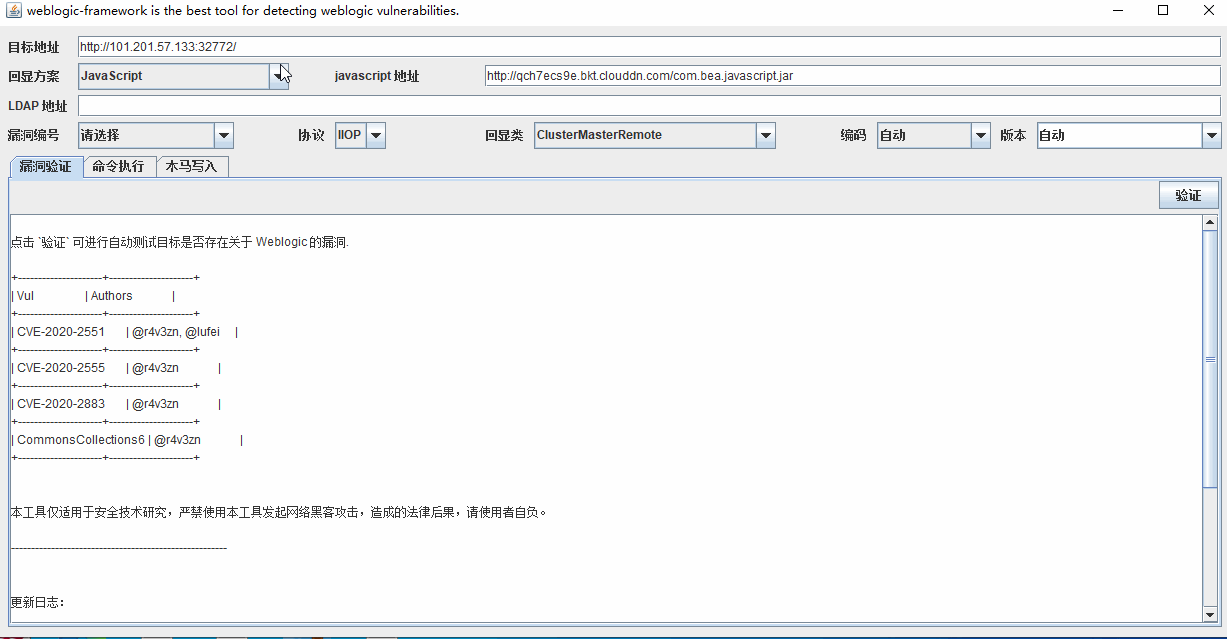 weblogic-framework is the best tool for detecting weblogic vulnerabilities.
目标地址 http://101.201.57.133:32772/
回显方案 JavaScript javascript 地址 http://qch7ecs9e.bkt.clouddn.com/com.bea.javascript.jar
LDAP 地址
漏洞编号 请选择 协议 IIOP 回显类 ClusterMasterRemote 编码 自动 版本 自动
漏洞验证 命令执行 木马写入
验证
点击 `验证` 可进行自动测试目标是否存在关于 Weblogic 的漏洞.
+---------------------+---------------------+
| Vul | Authors |
+---------------------+---------------------+
| CVE-2020-2551 | @r4v3zn, @lufei |
+---------------------+---------------------+
| CVE-2020-2555 | @r4v3zn |
+---------------------+---------------------+
| CVE-2020-2883 | @r4v3zn |
+---------------------+---------------------+
| CommonsCollections6 | @r4v3zn |
+---------------------+---------------------+
本工具仅适用于安全技术研究，严禁使用本工具发起网络黑客攻击，造成的法律后果，请使用者自负。
------------------------------------------------------
更新日志：